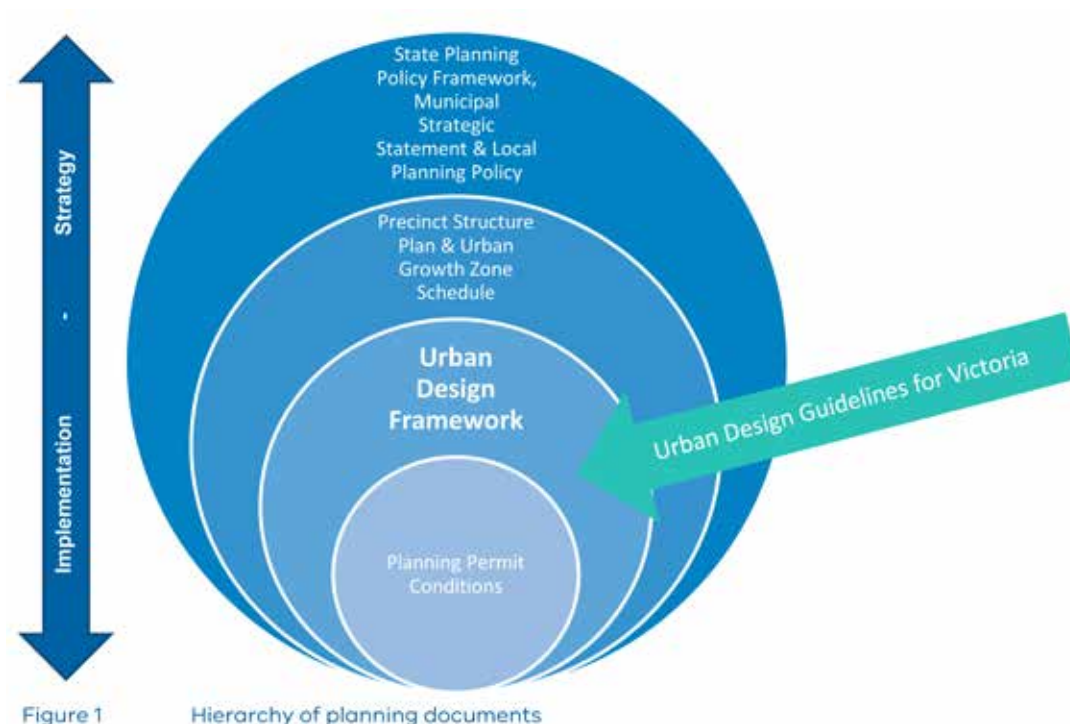 State Planning
Policy Framework,
Municipal
Strategic
Statement & Local
Planning Policy
Precinct Structure
Plan & Urban
Growth Zone
Schedule
Urban
Design
Framework
Planning Permit
Conditions
Urban Design Guidelines for Victoria
Implementation - Strategy
Figure 1 Hierarchy of planning documents